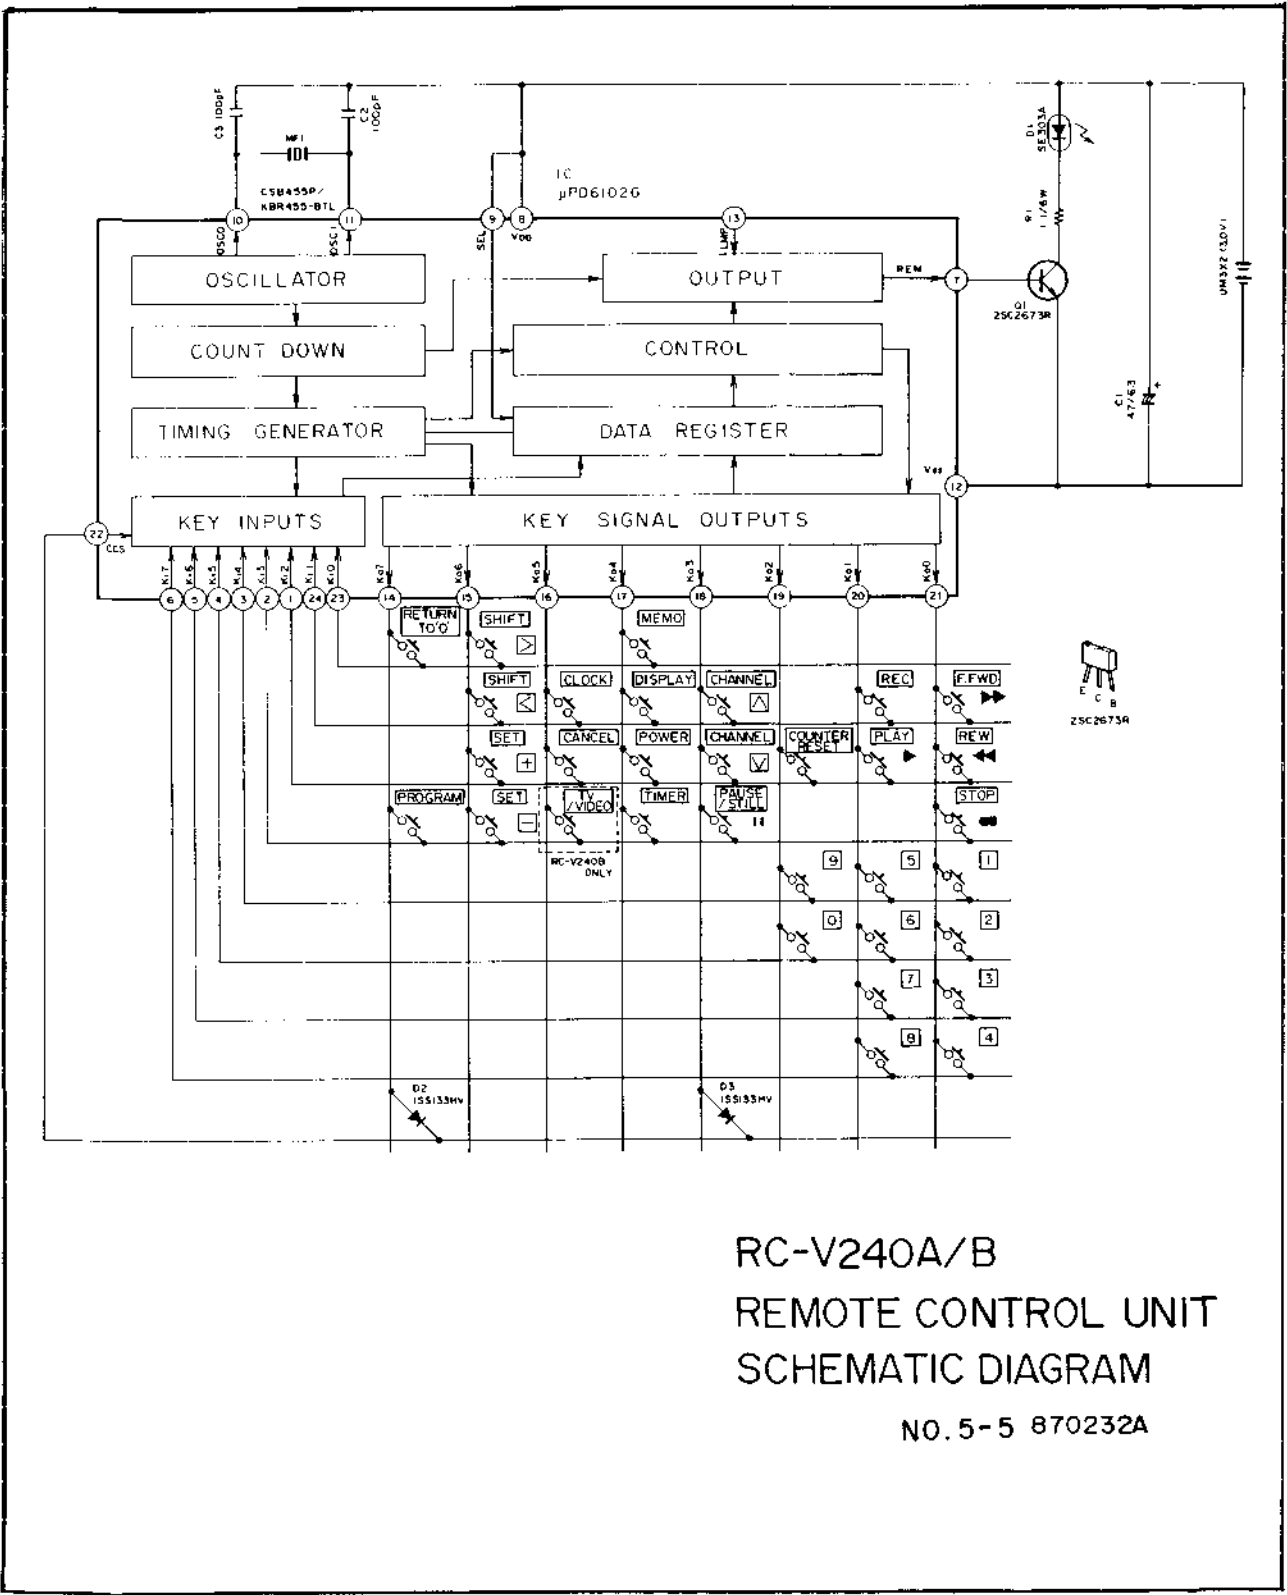 C3 100pF
C2 100pF
MF1
CSB455P/
KBR455-BTL
IC
μPD6102G
D1
SE303A
R1
1 1/6W
UM3X2 (3.0V)
10
11
9
8
13
OSCO
OSCI
SEL
VDD
LMP
OSCILLATOR
OUTPUT
REM
7
Q1
2SC2673R
COUNT DOWN
CONTROL
C1
47/6.3
+
TIMING GENERATOR
DATA REGISTER
VSS
12
KEY INPUTS
KEY SIGNAL OUTPUTS
22
CCS
Ki7 Ki6 Ki5 Ki4 Ki3 Ki2 Ki1 Ki0
Ko7 Ko6 Ko5 Ko4 Ko3 Ko2 Ko1 Ko0
6 5 4 3 2 1 24 23 14 15 16 17 18 19 20 21
RETURN TO'0'
SHIFT >
MEMO
SHIFT <
CLOCK
DISPLAY
CHANNEL
REC
F.FWD
SET +
CANCEL
POWER
CHANNEL
COUNTER RESET
PLAY
REW
PROGRAM
SET −
TV /VIDEO
TIMER
PAUSE /STILL
STOP
RC-V240B
ONLY
9 5 1
0 6 2
7 3
8 4
E C B
2SC2673R
D2
1SS133HV
D3
1SS133HV
RC-V240A/B
REMOTE CONTROL UNIT
SCHEMATIC DIAGRAM
NO. 5-5 870232A